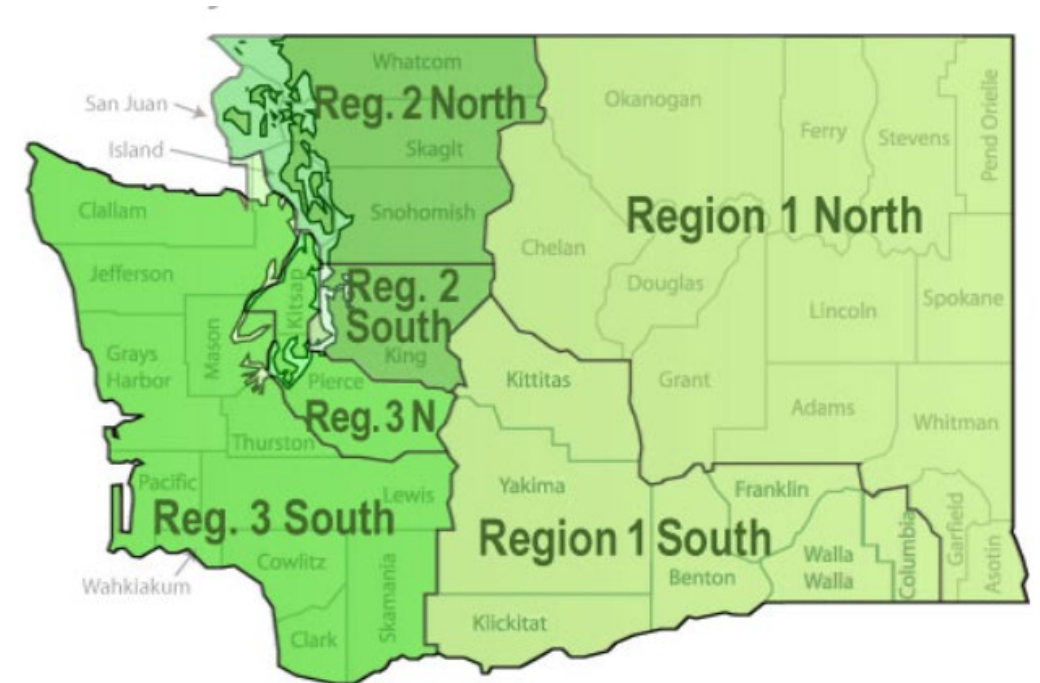 Whatcom
San Juan
Reg. 2 North
Okanogan
Pend Orielle
Ferry
Stevens
Island
Skagit
Clallam
Snohomish
Region 1 North
Chelan
Jefferson
Kitsap
Reg. 2
South
Douglas
Lincoln
Spokane
Mason
Grays
Harbor
King
Pierce
Kittitas
Grant
Adams
Whitman
Reg. 3 N
Thurston
Pacific
Lewis
Yakima
Franklin
Reg. 3 South
Region 1 South
Columbia
Garfield
Asotin
Wahkiakum
Cowlitz
Skamania
Benton
Walla
Walla
Clark
Klickitat